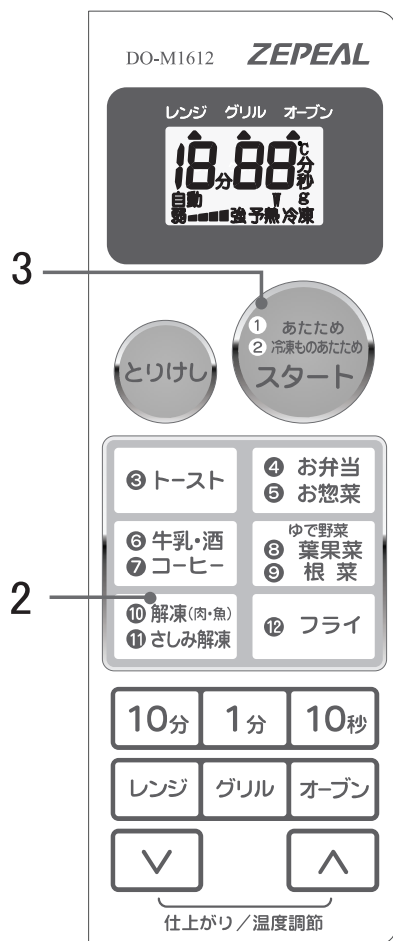 DO-M1612 ZEPEAL
レンジ グリル オーブン
18分88℃分秒g
自動
弱 強 予熱 冷凍
3
① あたため
② 冷凍ものあたため
スタート
とりけし
❸ トースト
❹ お弁当
❺ お惣菜
❻ 牛乳・酒
❼ コーヒー
ゆで野菜
❽ 葉果菜
❾ 根菜
2
❿ 解凍(肉・魚)
⓫ さしみ解凍
⓬ フライ
10分 1分 10秒
レンジ グリル オーブン
仕上がり/温度調節